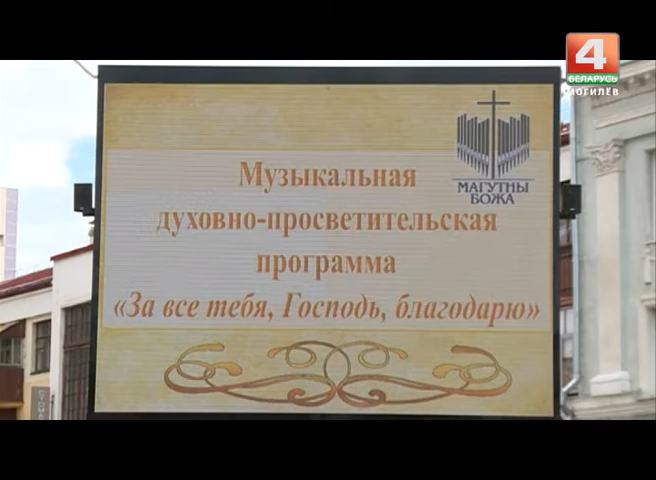 4
БЕЛАРУСЬ
МОГИЛЁВ
МАГУТНЫ
БОЖА
Музыкальная
духовно-просветительская
программа
«За все тебя, Господь, благодарю»